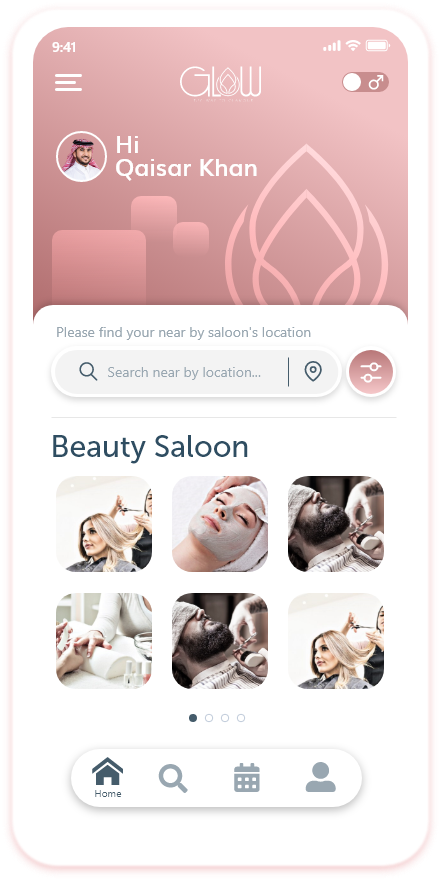 9:41
GLOW
Hi
Qaisar Khan
Please find your near by saloon's location
Search near by location...
Beauty Saloon
Home